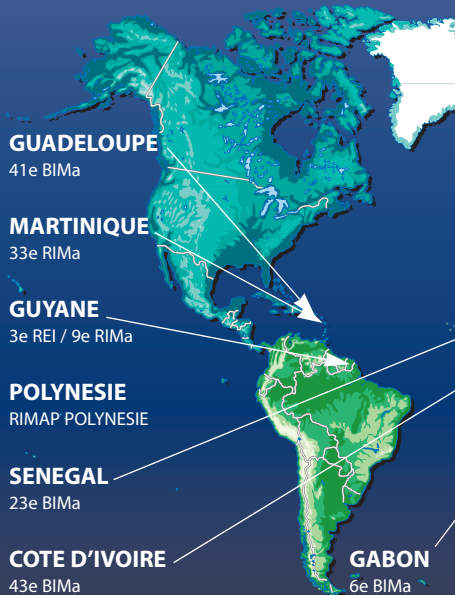 GUADELOUPE
41e BIMa
MARTINIQUE
33e RIMa
GUYANE
3e REI / 9e RIMa
POLYNESIE
RIMAP POLYNESIE
SENEGAL
23e BIMa
COTE D'IVOIRE
43e BIMa
GABON
6e BIMa